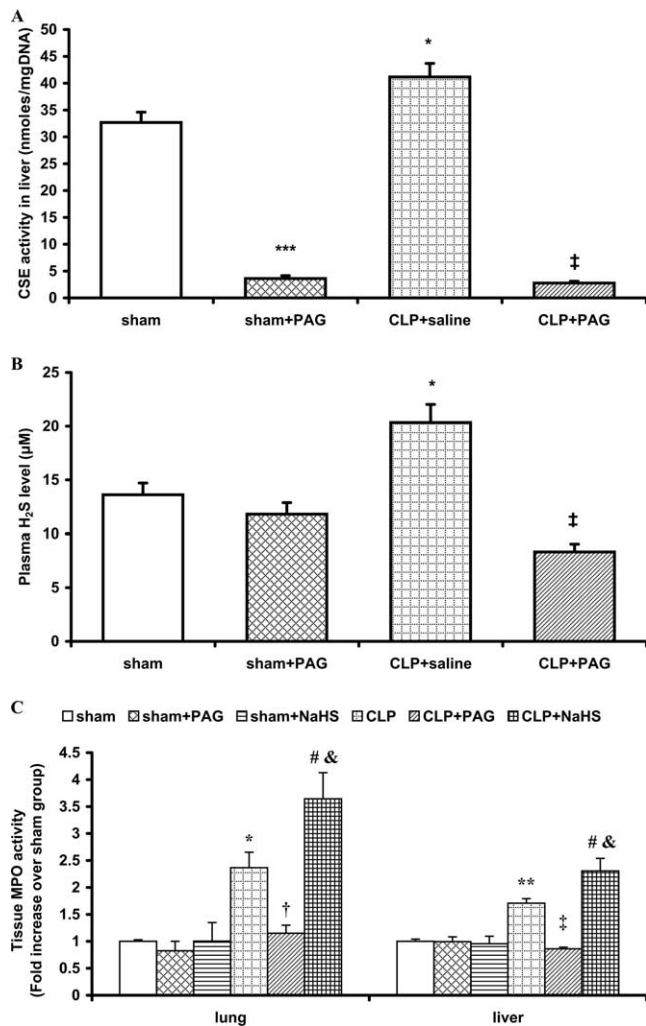 A
CSE activity in liver (nmoles/mgDNA)
50
45
40
35
30
25
20
15
10
5
0
***
*
‡
sham
sham+PAG
CLP+saline
CLP+PAG
B
Plasma H₂S level (µM)
25
20
15
10
5
0
*
‡
sham
sham+PAG
CLP+saline
CLP+PAG
C
sham
sham+PAG
sham+NaHS
CLP
CLP+PAG
CLP+NaHS
Tissue MPO activity
(Fold increase over sham group)
4.5
4
3.5
3
2.5
2
1.5
1
0.5
0
*
†
# &
**
‡
# &
lung
liver